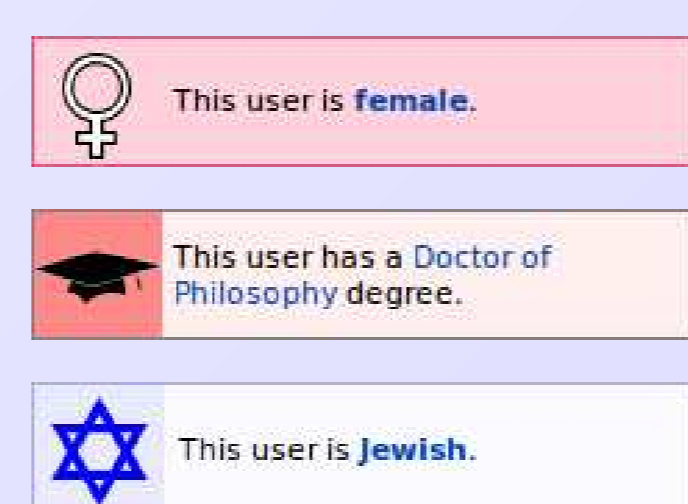 This user is female.
This user has a Doctor of
Philosophy degree.
This user is Jewish.